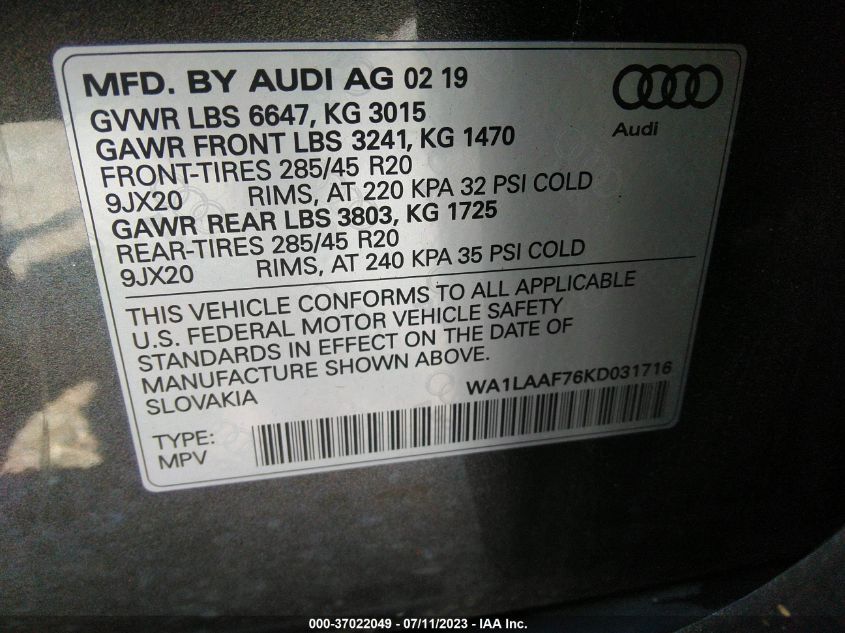 MFD. BY AUDI AG 02 19
GVWR LBS 6647, KG 3015
GAWR FRONT LBS 3241, KG 1470
FRONT-TIRES 285/45 R20
9JX20 RIMS, AT 220 KPA 32 PSI COLD
GAWR REAR LBS 3803, KG 1725
REAR-TIRES 285/45 R20
9JX20 RIMS, AT 240 KPA 35 PSI COLD
Audi
THIS VEHICLE CONFORMS TO ALL APPLICABLE
U.S. FEDERAL MOTOR VEHICLE SAFETY
STANDARDS IN EFFECT ON THE DATE OF
MANUFACTURE SHOWN ABOVE.
SLOVAKIA
WA1LAAF76KD031716
TYPE:
MPV
000-37022049 - 07/11/2023 - IAA Inc.